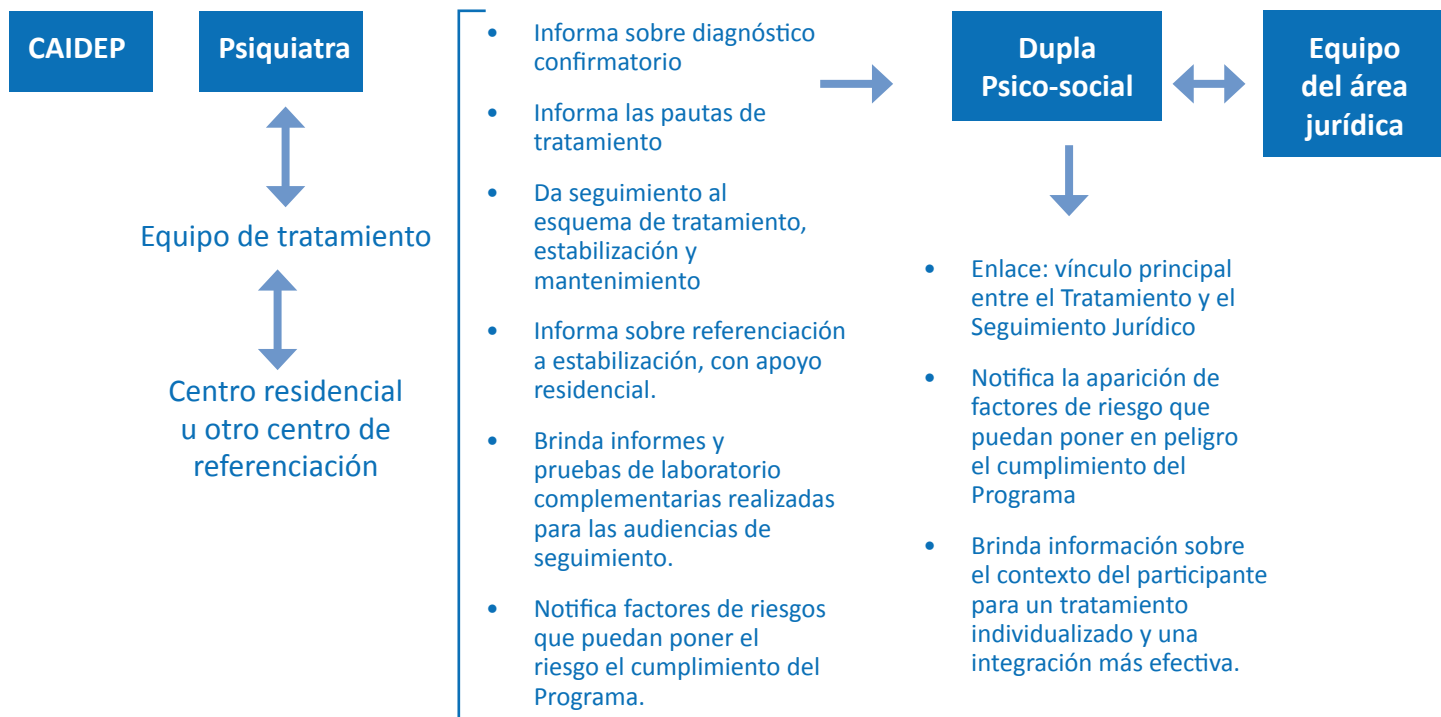 CAIDEP
Psiquiatra
Equipo de tratamiento
Centro residencial
u otro centro de
referenciación
• Informa sobre diagnóstico
confirmatorio
• Informa las pautas de
tratamiento
• Da seguimiento al
esquema de tratamiento,
estabilización y
mantenimiento
• Informa sobre referenciación
a estabilización, con apoyo
residencial.
• Brinda informes y
pruebas de laboratorio
complementarias realizadas
para las audiencias de
seguimiento.
• Notifica factores de riesgos
que puedan poner el
riesgo el cumplimiento del
Programa.
Dupla
Psico-social
Equipo
del área
jurídica
• Enlace: vínculo principal
entre el Tratamiento y el
Seguimiento Jurídico
• Notifica la aparición de
factores de riesgo que
puedan poner en peligro
el cumplimiento del
Programa
• Brinda información sobre
el contexto del participante
para un tratamiento
individualizado y una
integración más efectiva.